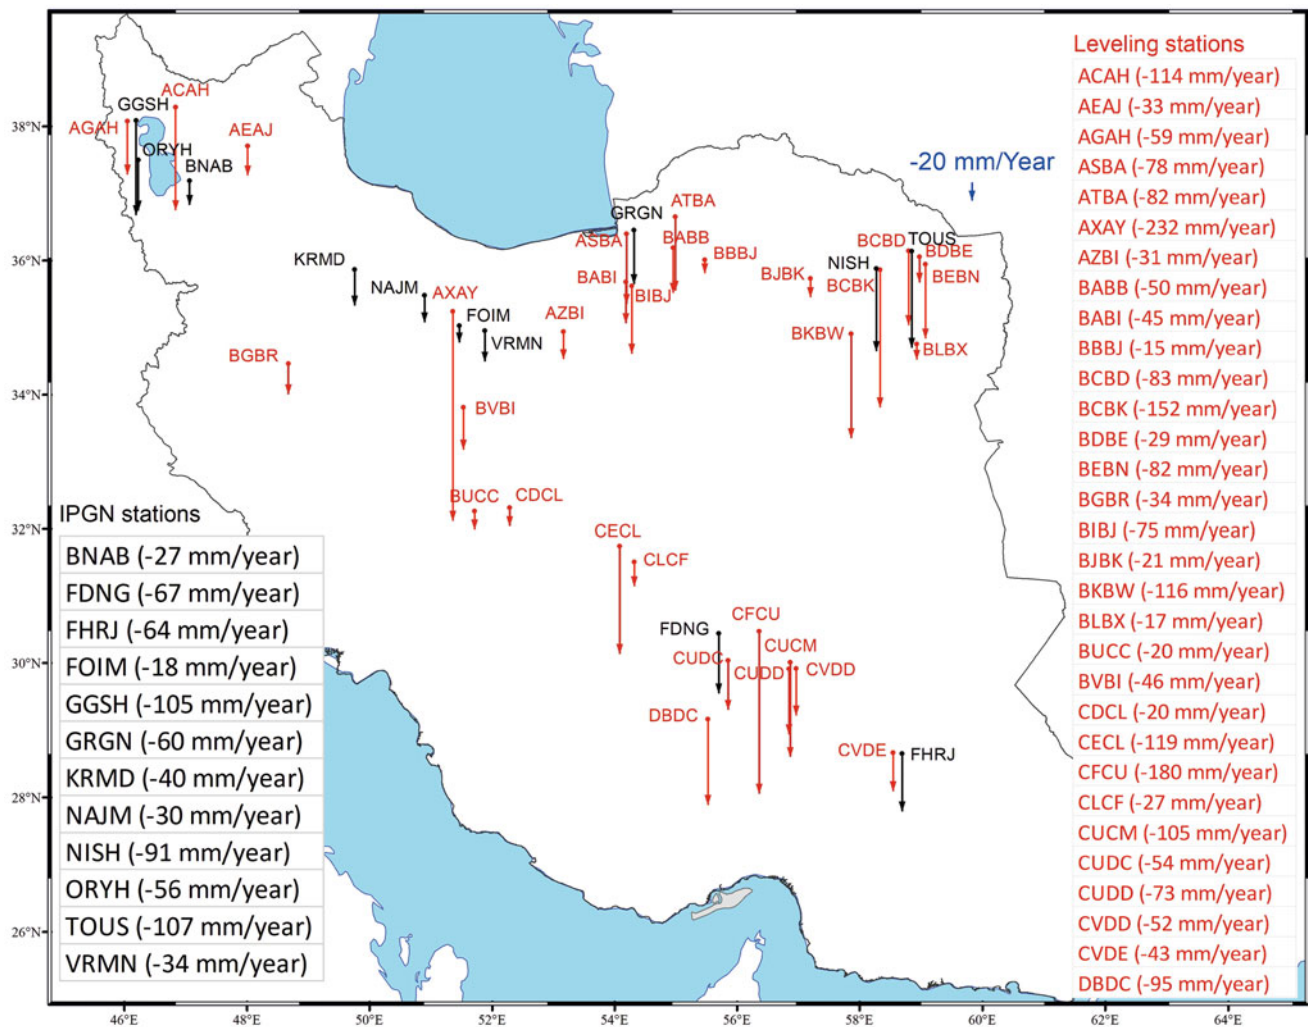 Leveling stations
ACAH (-114 mm/year)
AEAJ (-33 mm/year)
AGAH (-59 mm/year)
ASBA (-78 mm/year)
ATBA (-82 mm/year)
AXAY (-232 mm/year)
AZBI (-31 mm/year)
BABB (-50 mm/year)
BABI (-45 mm/year)
BBBJ (-15 mm/year)
BCBD (-83 mm/year)
BCBK (-152 mm/year)
BDBE (-29 mm/year)
BEBN (-82 mm/year)
BGBR (-34 mm/year)
BIBJ (-75 mm/year)
BJBK (-21 mm/year)
BKBW (-116 mm/year)
BLBX (-17 mm/year)
BUCC (-20 mm/year)
BVBI (-46 mm/year)
CDCL (-20 mm/year)
CECL (-119 mm/year)
CFCU (-180 mm/year)
CLCF (-27 mm/year)
CUCM (-105 mm/year)
CUDC (-54 mm/year)
CUDD (-73 mm/year)
CVDD (-52 mm/year)
CVDE (-43 mm/year)
DBDC (-95 mm/year)
IPGN stations
BNAB (-27 mm/year)
FDNG (-67 mm/year)
FHRJ (-64 mm/year)
FOIM (-18 mm/year)
GGSH (-105 mm/year)
GRGN (-60 mm/year)
KRMD (-40 mm/year)
NAJM (-30 mm/year)
NISH (-91 mm/year)
ORYH (-56 mm/year)
TOUS (-107 mm/year)
VRMN (-34 mm/year)
-20 mm/Year
ACAH
GGSH
AGAH
AEAJ
ORYH
BNAB
ATBA
GRGN
ASBA
BABB
BBBJ
BABI
BIBJ
KRMD
NAJM
AXAY
FOIM
AZBI
VRMN
BGBR
BVBI
BUCC
CDCL
BCBD
TOUS
BDBE
NISH
BJBK
BCBK
BEBN
BKBW
BLBX
CECL
CLCF
CFCU
FDNG
CUCM
CUDC
CUDD
CVDD
DBDC
CVDE
FHRJ
38°N
36°N
34°N
32°N
30°N
28°N
26°N
46°E
48°E
50°E
52°E
54°E
56°E
58°E
60°E
62°E
64°E